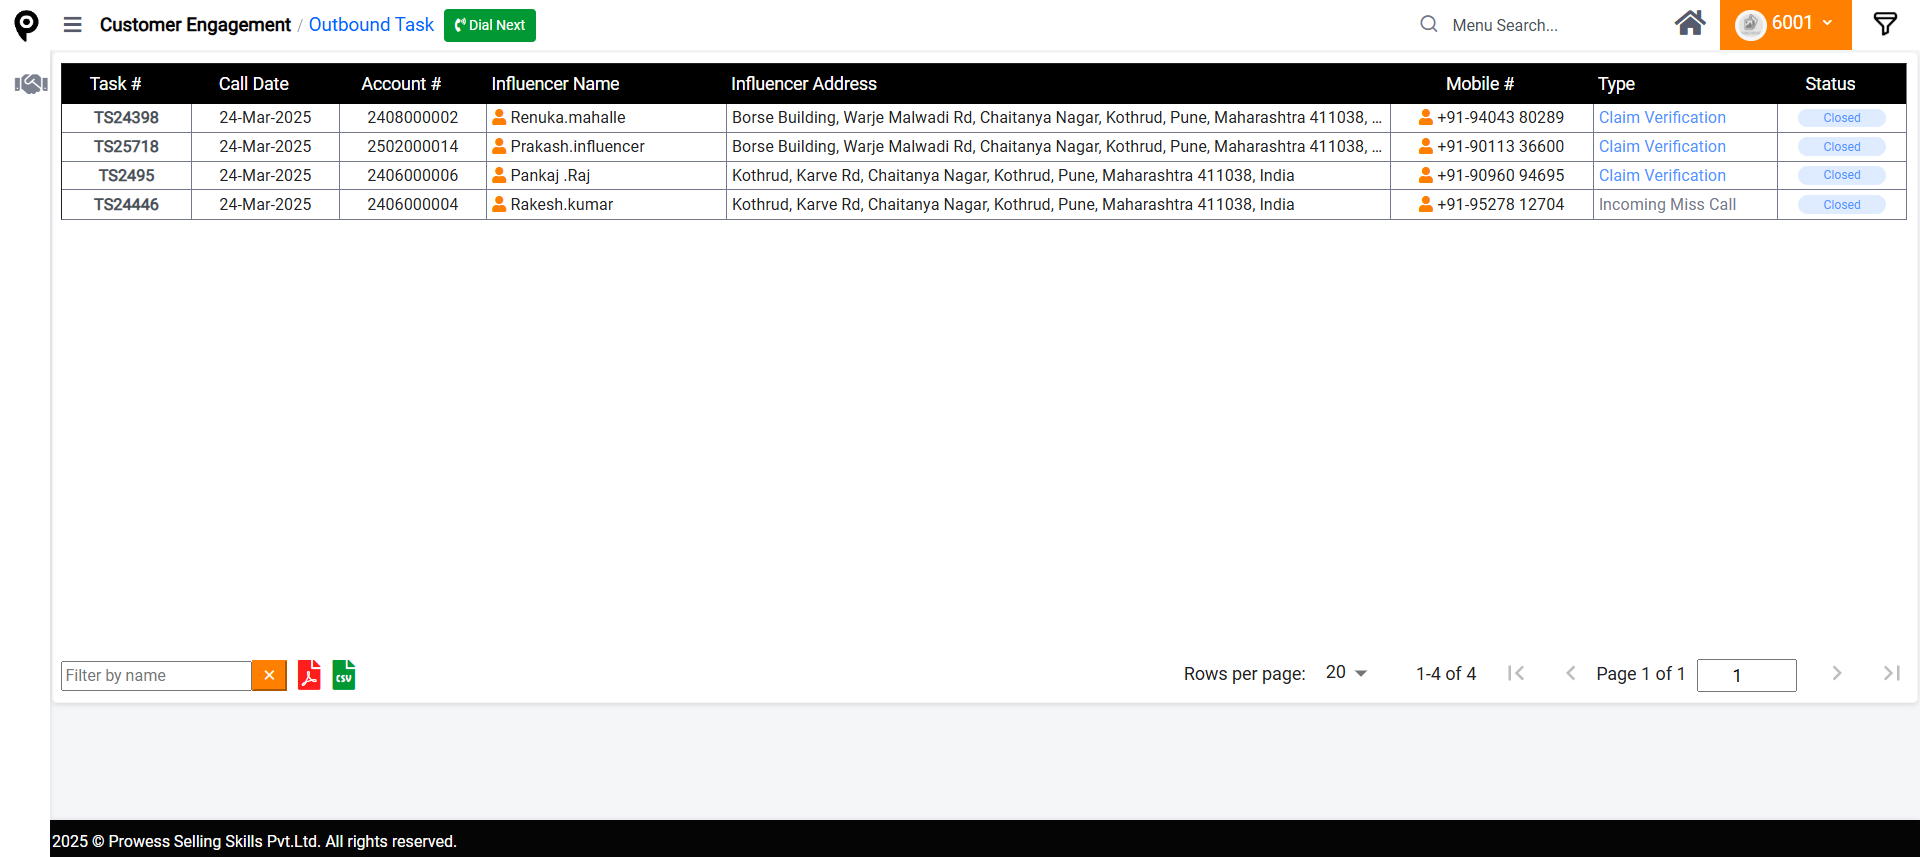 Customer Engagement / Outbound Task Dial Next Menu Search... 6001
Task # Call Date Account # Influencer Name Influencer Address Mobile # Type Status
TS24398 24-Mar-2025 2408000002 Renuka.mahalle Borse Building, Warje Malwadi Rd, Chaitanya Nagar, Kothrud, Pune, Maharashtra 411038, ... +91-94043 80289 Claim Verification Closed
TS25718 24-Mar-2025 2502000014 Prakash.influencer Borse Building, Warje Malwadi Rd, Chaitanya Nagar, Kothrud, Pune, Maharashtra 411038, ... +91-90113 36600 Claim Verification Closed
TS2495 24-Mar-2025 2406000006 Pankaj .Raj Kothrud, Karve Rd, Chaitanya Nagar, Kothrud, Pune, Maharashtra 411038, India +91-90960 94695 Claim Verification Closed
TS24446 24-Mar-2025 2406000004 Rakesh.kumar Kothrud, Karve Rd, Chaitanya Nagar, Kothrud, Pune, Maharashtra 411038, India +91-95278 12704 Incoming Miss Call Closed
Filter by name CSV Rows per page: 20 1-4 of 4 Page 1 of 1 1
2025 © Prowess Selling Skills Pvt.Ltd. All rights reserved.